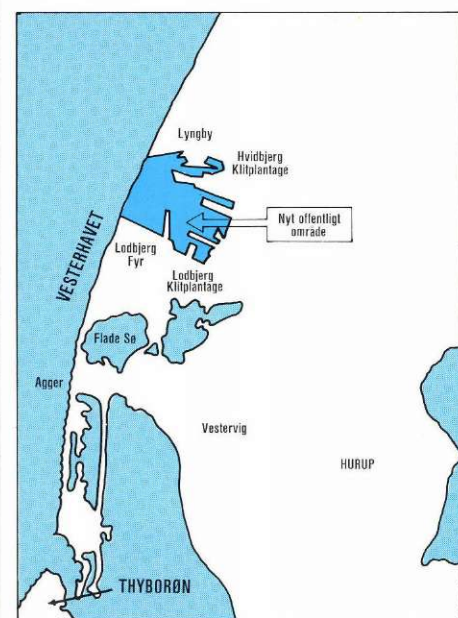 Lyngby
Hvidbjerg
Klitplantage
Nyt offentligt
område
VESTERHAVET
Lodbjerg
Fyr
Lodbjerg
Klitplantage
Flade Sø
Agger
Vestervig
HURUP
THYBORØN